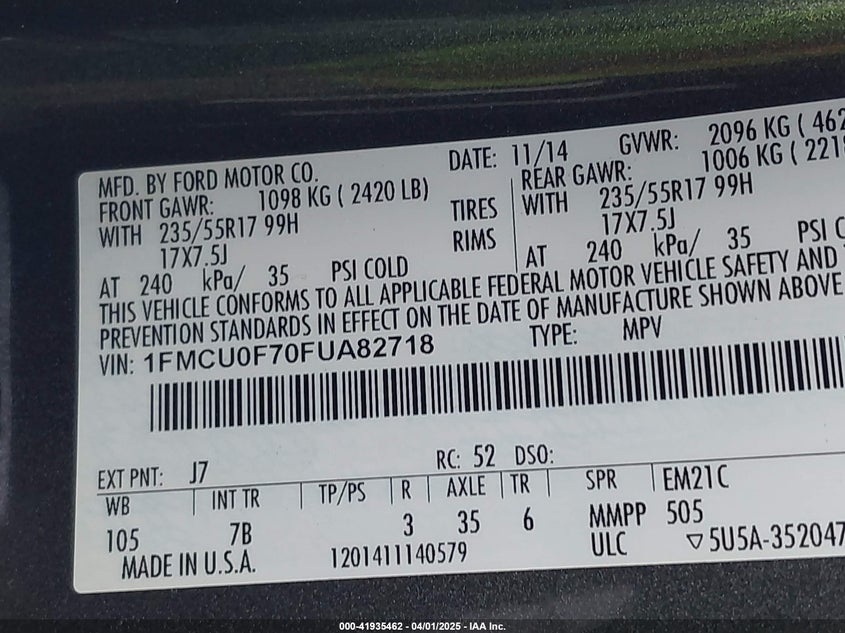 MFD. BY FORD MOTOR CO. DATE: 11/14 GVWR: 2096 KG ( 462
FRONT GAWR: 1098 KG ( 2420 LB) REAR GAWR: 1006 KG ( 221
WITH 235/55R17 99H TIRES WITH 235/55R17 99H
17X7.5J RIMS 17X7.5J
AT 240 kPa/ 35 PSI COLD AT 240 kPa/ 35 PSI C
THIS VEHICLE CONFORMS TO ALL APPLICABLE FEDERAL MOTOR VEHICLE SAFETY AND
PREVENTION STANDARDS IN EFFECT ON THE DATE OF MANUFACTURE SHOWN ABOVE
VIN: 1FMCU0F70FUA82718 TYPE: MPV
EXT PNT: J7 RC: 52 DSO:
WB INT TR TP/PS R AXLE TR SPR EM21C
105 7B 3 35 6 MMPP 505
MADE IN U.S.A. 1201411140579 ULC ▽5U5A-352047
000-41935462 - 04/01/2025 - IAA Inc.